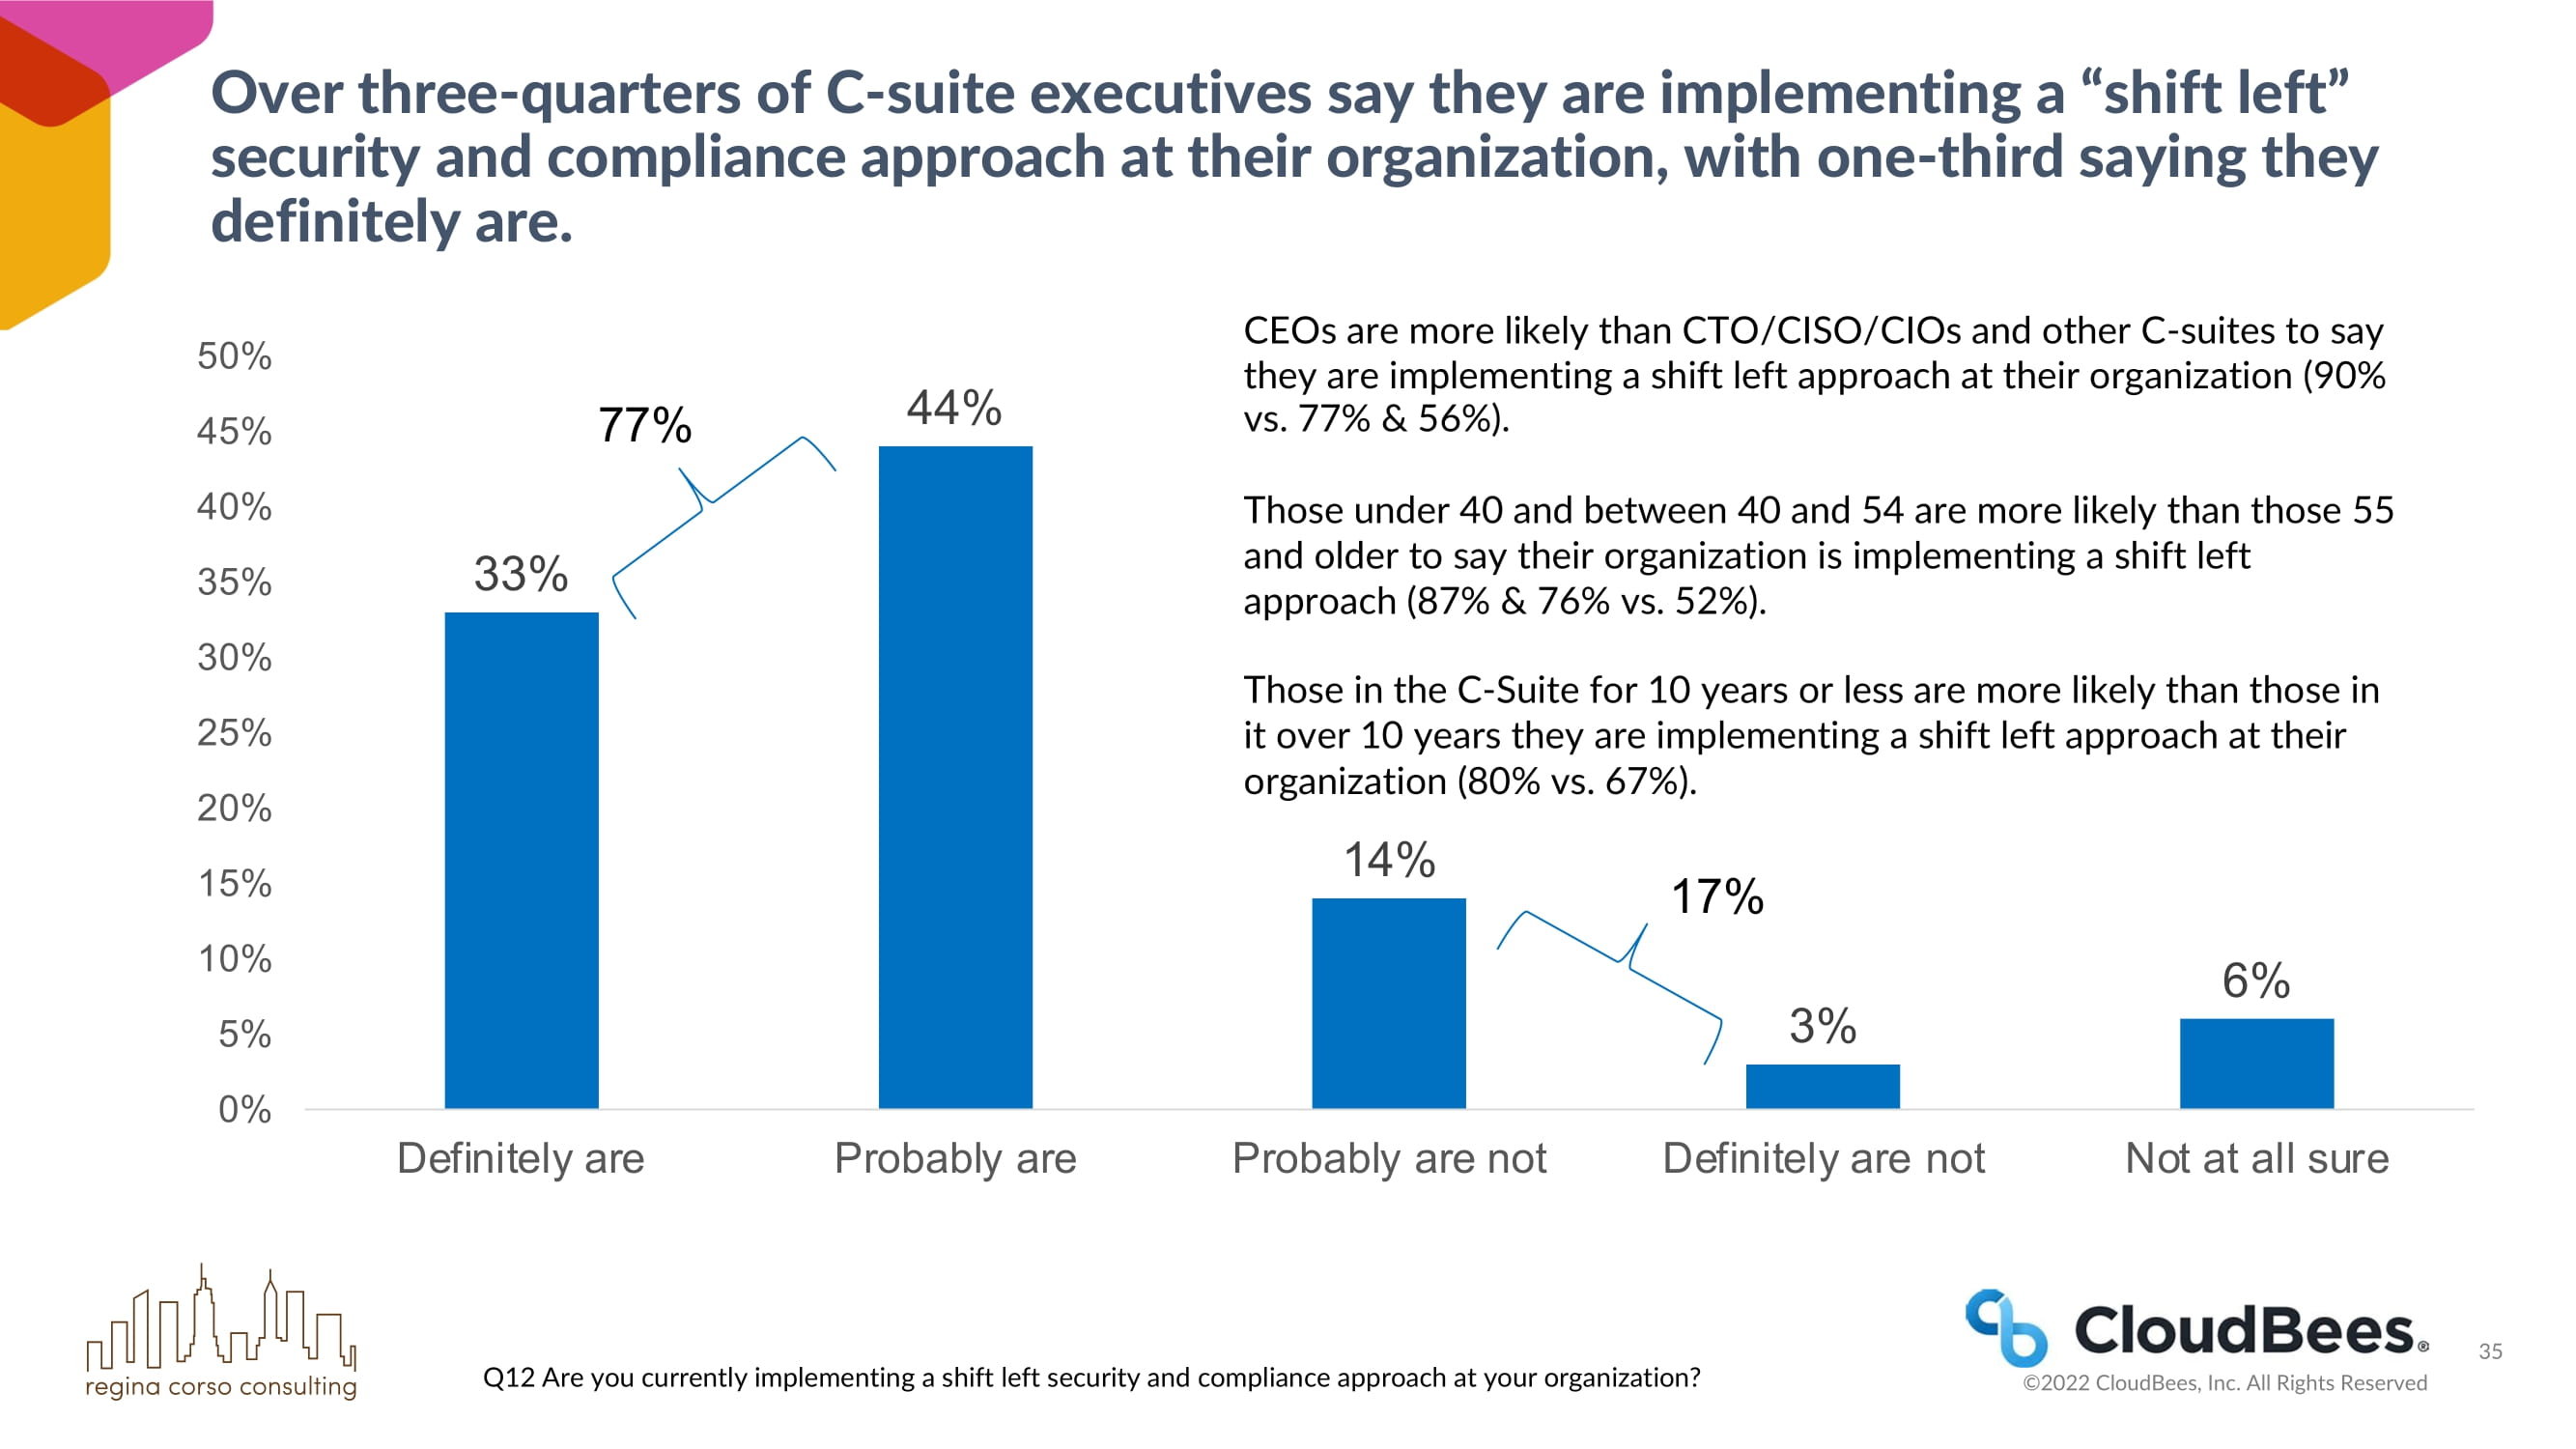 Over three-quarters of C-suite executives say they are implementing a “shift left”
security and compliance approach at their organization, with one-third saying they
definitely are.
CEOs are more likely than CTO/CISO/CIOs and other C-suites to say
they are implementing a shift left approach at their organization (90%
vs. 77% & 56%).
Those under 40 and between 40 and 54 are more likely than those 55
and older to say their organization is implementing a shift left
approach (87% & 76% vs. 52%).
Those in the C-Suite for 10 years or less are more likely than those in
it over 10 years they are implementing a shift left approach at their
organization (80% vs. 67%).
50%
45%
40%
35%
30%
25%
20%
15%
10%
5%
0%
33%
77%
44%
14%
17%
3%
6%
Definitely are
Probably are
Probably are not
Definitely are not
Not at all sure
regina corso consulting
Q12 Are you currently implementing a shift left security and compliance approach at your organization?
CloudBees®
©2022 CloudBees, Inc. All Rights Reserved
35